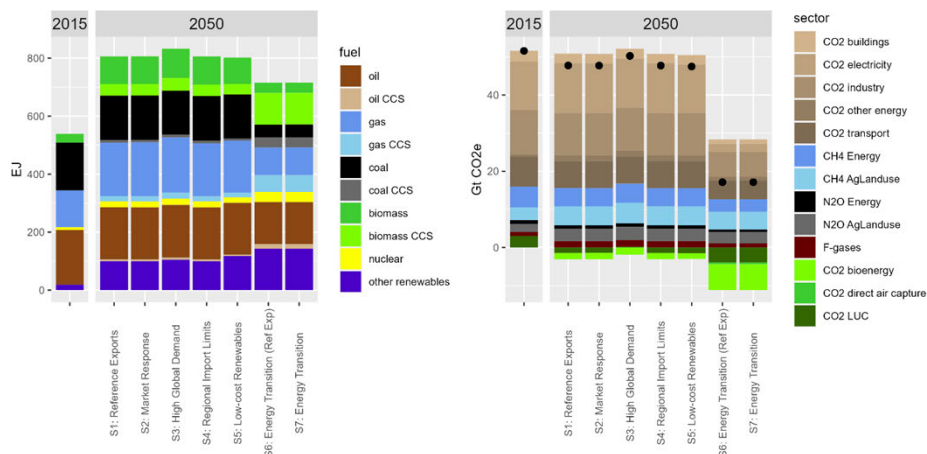 2015
2050
EJ
800
600
400
200
0
S1: Reference Exports
S2: Market Response
S3: High Global Demand
S4: Regional Import Limits
S5: Low-cost Renewables
S6: Energy Transition (Ref Exp)
S7: Energy Transition
fuel
oil
oil CCS
gas
gas CCS
coal
coal CCS
biomass
biomass CCS
nuclear
other renewables
2015
2050
Gt CO2e
40
20
0
S1: Reference Exports
S2: Market Response
S3: High Global Demand
S4: Regional Import Limits
S5: Low-cost Renewables
S6: Energy Transition (Ref Exp)
S7: Energy Transition
sector
CO2 buildings
CO2 electricity
CO2 industry
CO2 other energy
CO2 transport
CH4 Energy
CH4 AgLanduse
N2O Energy
N2O AgLanduse
F-gases
CO2 bioenergy
CO2 direct air capture
CO2 LUC